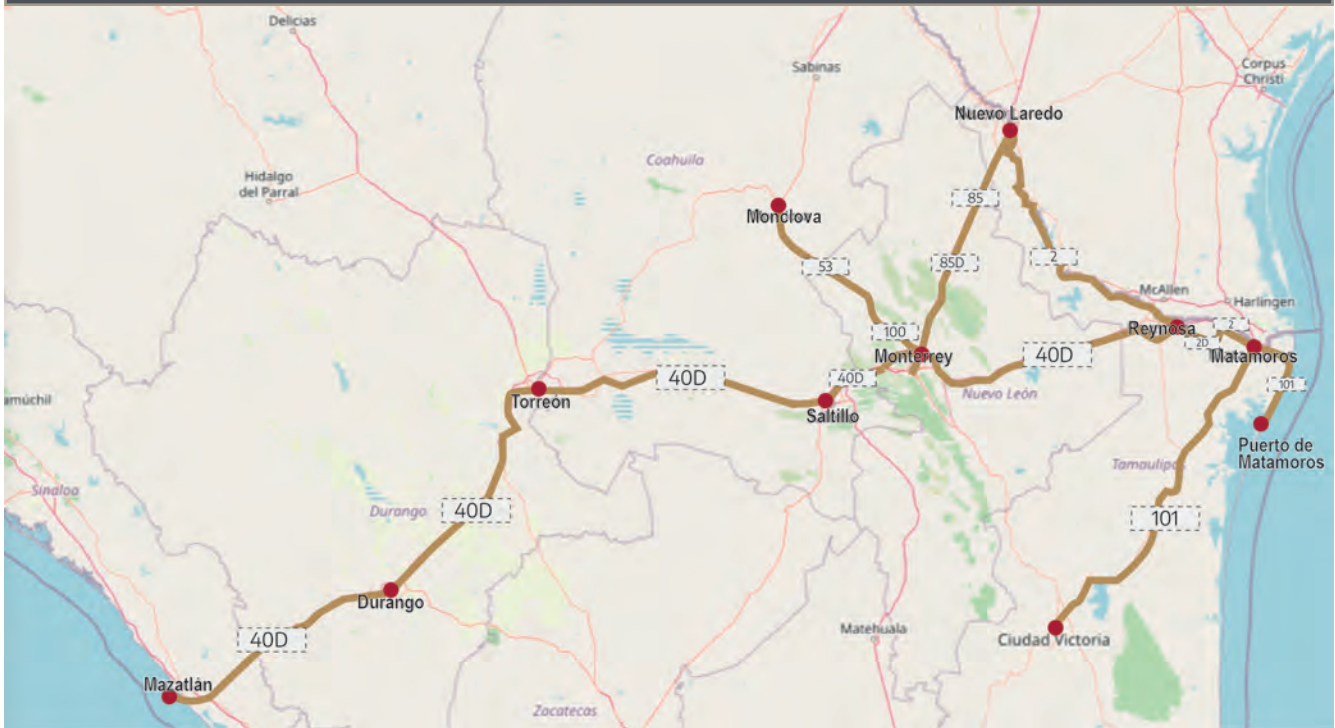 Delicias
Corpus
Christi
Sabinas
Nuevo Laredo
Coahuila
Hidalgo
del Parral
85
Monclova
53
85D
2
McAllen
Harlingen
Reynosa
2
2D
100
Monterrey
40D
Matamoros
40D
40D
101
Torreón
Nuevo León
Saltillo
Puerto de
Matamoros
Tamaulipas
Sinaloa
Durango
40D
101
Durango
Matehuala
Ciudad Victoria
40D
Mazatlán
Zacatecas